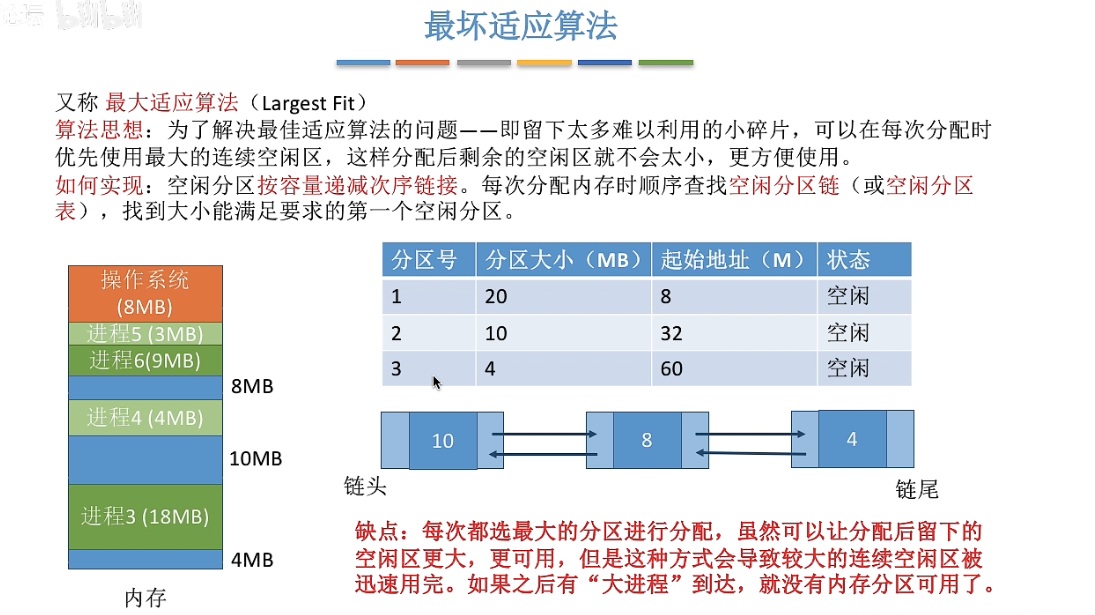 bilibili
最坏适应算法
又称 最大适应算法（Largest Fit）
算法思想：为了解决最佳适应算法的问题——即留下太多难以利用的小碎片，可以在每次分配时
优先使用最大的连续空闲区，这样分配后剩余的空闲区就不会太小，更方便使用。
如何实现：空闲分区按容量递减次序链接。每次分配内存时顺序查找空闲分区链（或空闲分区
表），找到大小能满足要求的第一个空闲分区。
操作系统
(8MB)
进程5 (3MB)
进程6(9MB)
8MB
进程4 (4MB)
10MB
进程3 (18MB)
4MB
内存
分区号 分区大小（MB） 起始地址（M） 状态
1 20 8 空闲
2 10 32 空闲
3 4 60 空闲
10 8 4
链头
链尾
缺点：每次都选最大的分区进行分配，虽然可以让分配后留下的
空闲区更大，更可用，但是这种方式会导致较大的连续空闲区被
迅速用完。如果之后有“大进程”到达，就没有内存分区可用了。